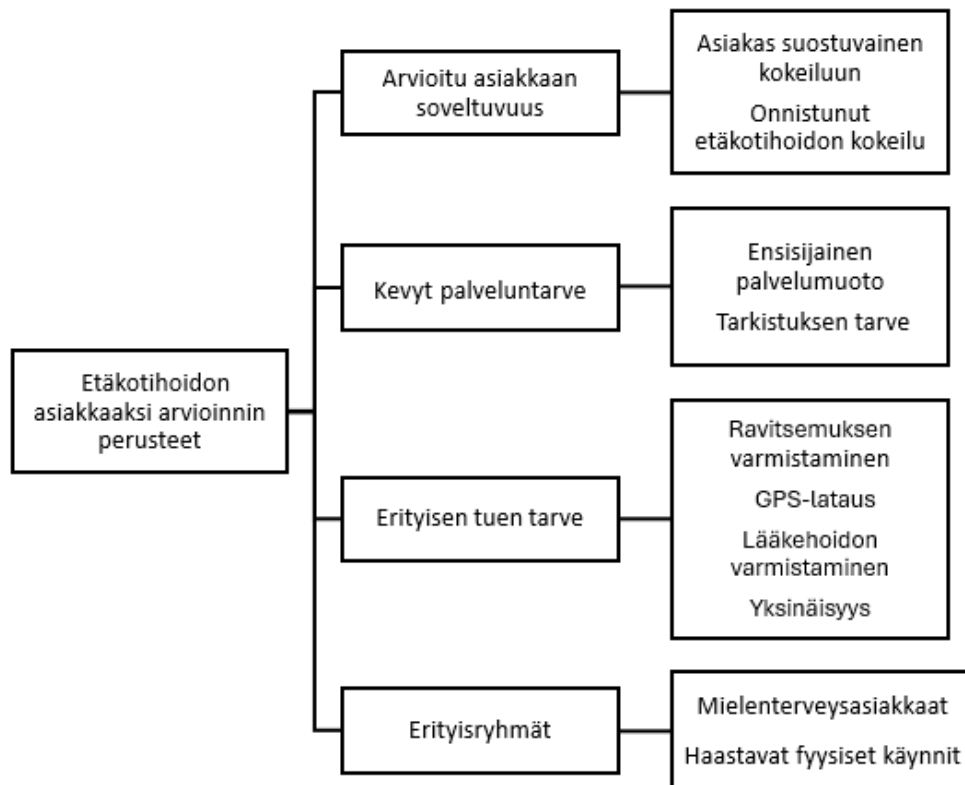 Etäkotihoidon
asiakkaaksi arvioinnin
perusteet
Arvioitu asiakkaan
soveltuvuus
Asiakas suostuvainen
kokeiluun
Onnistunut
etäkotihoidon kokeilu
Kevyt palveluntarve
Ensisijainen
palvelumuoto
Tarkistuksen tarve
Erityisen tuen tarve
Ravitsemuksen
varmistaminen
GPS-lataus
Lääkehoidon
varmistaminen
Yksinäisyys
Erityisryhmät
Mielenterveysasiakkaat
Haastavat fyysiset käynnit